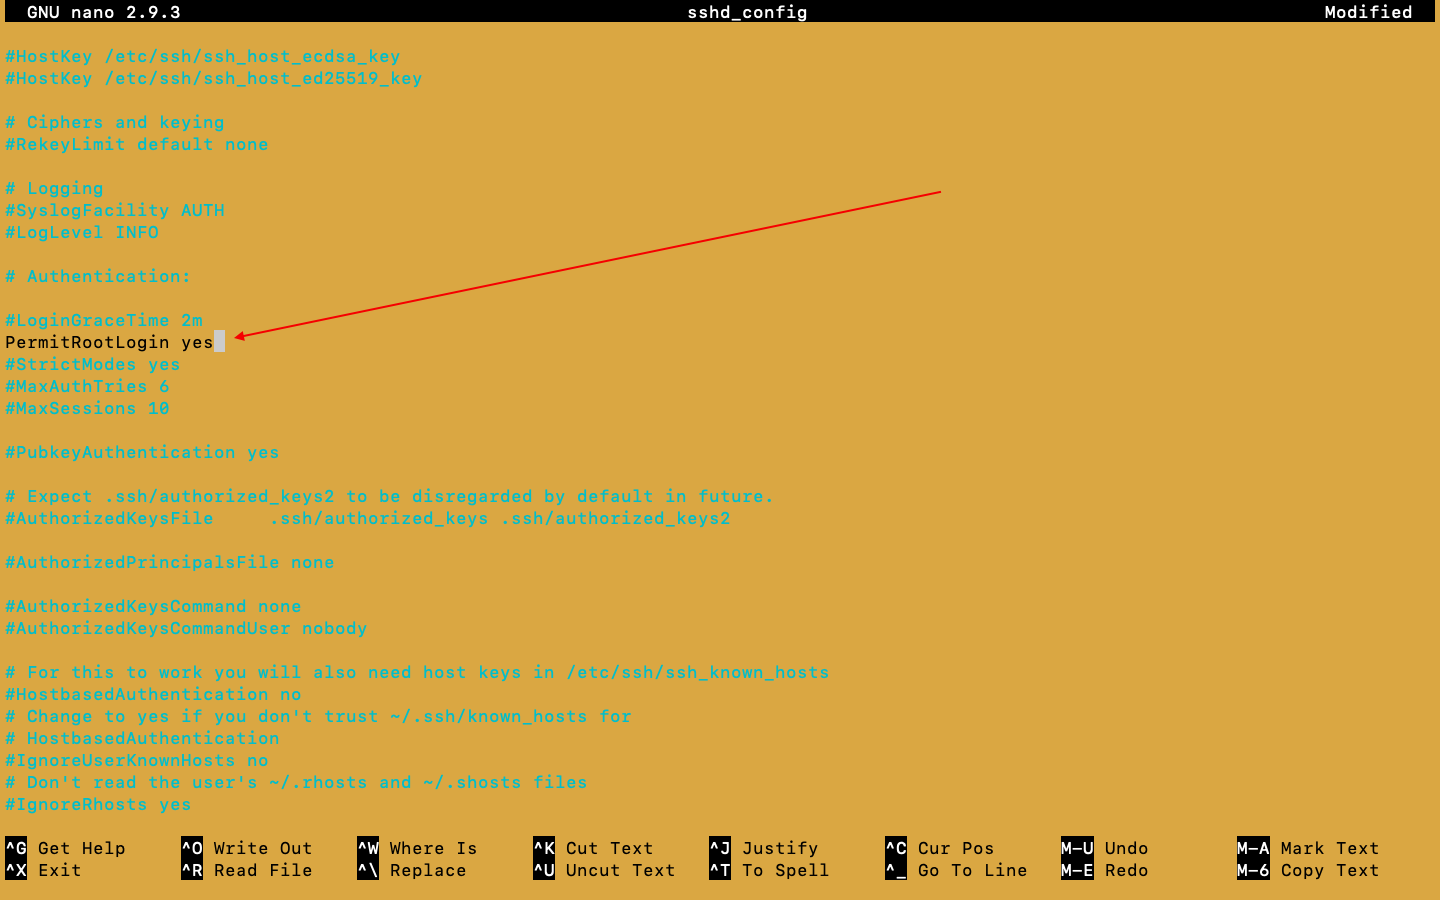 GNU nano 2.9.3 sshd_config Modified
#HostKey /etc/ssh/ssh_host_ecdsa_key
#HostKey /etc/ssh/ssh_host_ed25519_key
# Ciphers and keying
#RekeyLimit default none
# Logging
#SyslogFacility AUTH
#LogLevel INFO
# Authentication:
#LoginGraceTime 2m
PermitRootLogin yes
#StrictModes yes
#MaxAuthTries 6
#MaxSessions 10
#PubkeyAuthentication yes
# Expect .ssh/authorized_keys2 to be disregarded by default in future.
#AuthorizedKeysFile     .ssh/authorized_keys .ssh/authorized_keys2
#AuthorizedPrincipalsFile none
#AuthorizedKeysCommand none
#AuthorizedKeysCommandUser nobody
# For this to work you will also need host keys in /etc/ssh/ssh_known_hosts
#HostbasedAuthentication no
# Change to yes if you don't trust ~/.ssh/known_hosts for
# HostbasedAuthentication
#IgnoreUserKnownHosts no
# Don't read the user's ~/.rhosts and ~/.shosts files
#IgnoreRhosts yes
^G Get Help ^O Write Out ^W Where Is ^K Cut Text ^J Justify ^C Cur Pos M-U Undo M-A Mark Text
^X Exit ^R Read File ^\ Replace ^U Uncut Text ^T To Spell ^_ Go To Line M-E Redo M-6 Copy Text